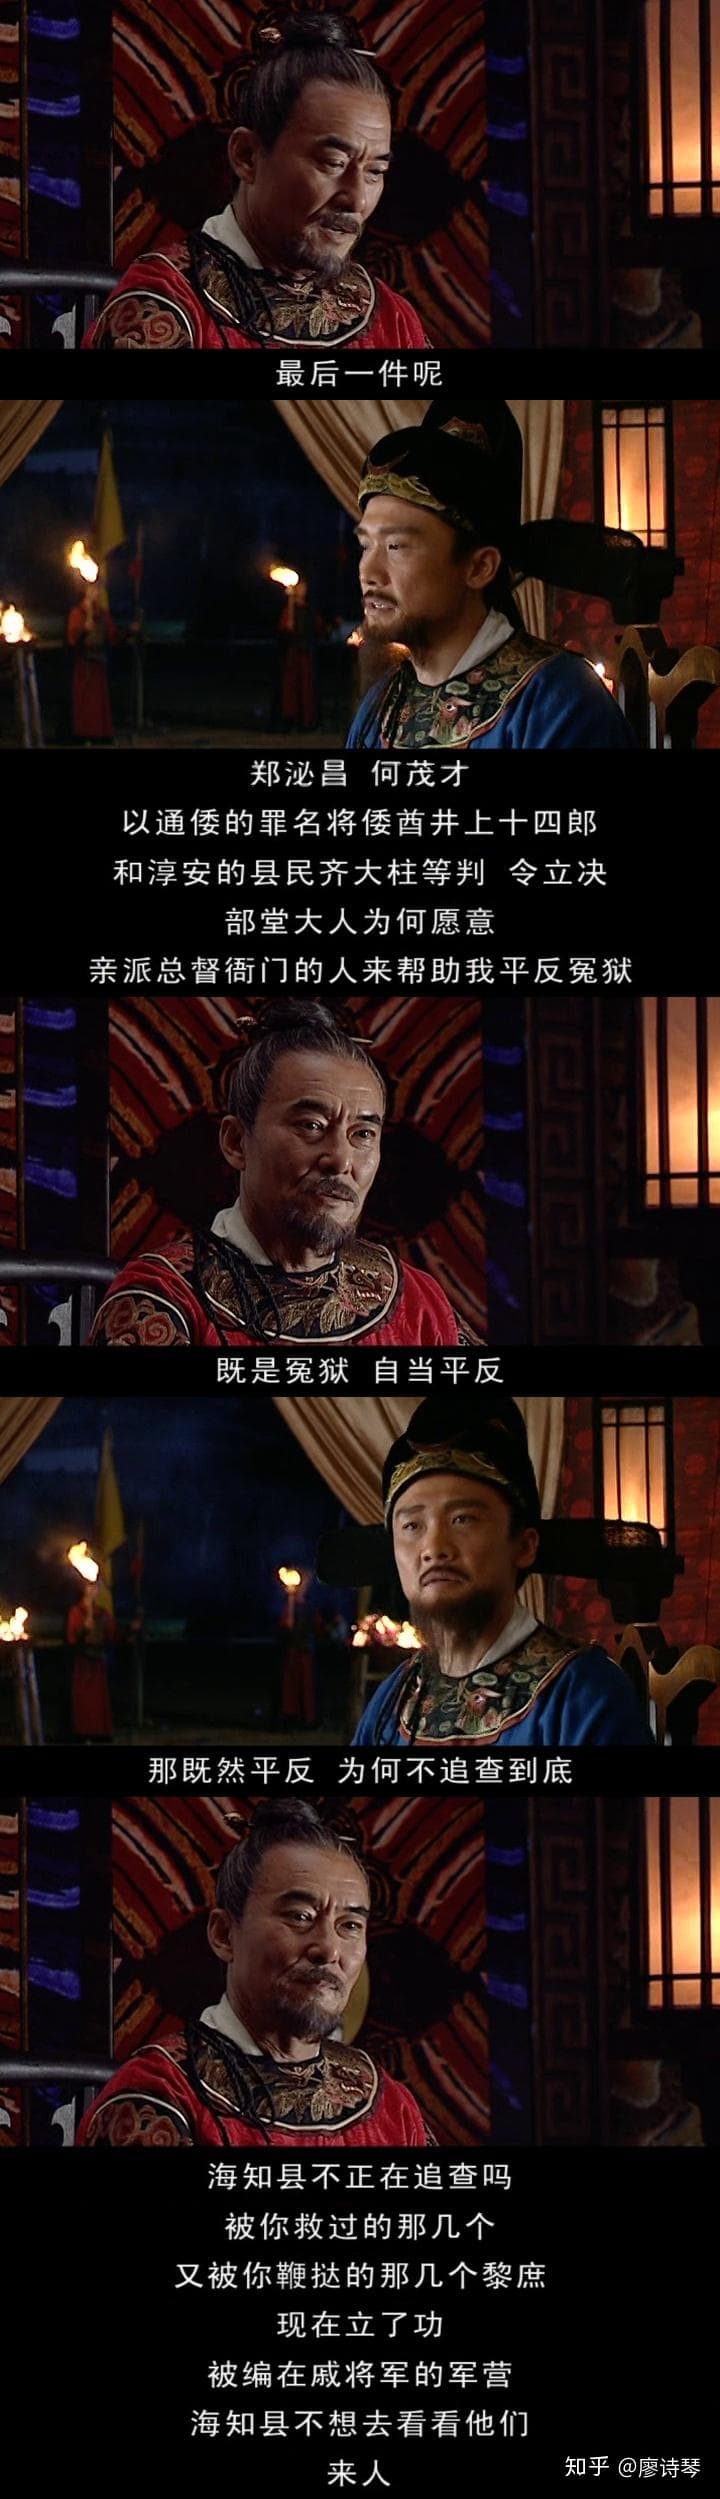 最后一件呢
郑泌昌 何茂才
以通倭的罪名将倭酋井上十四郎
和淳安的县民齐大柱等判 令立决
部堂大人为何愿意
亲派总督衙门的人来帮助我平反冤狱
既是冤狱 自当平反
那既然平反 为何不追查到底
海知县不正在追查吗
被你救过的那几个
又被你鞭挞的那几个黎庶
现在立了功
被编在戚将军的军营
海知县不想去看看他们
来人
知乎 @廖诗琴